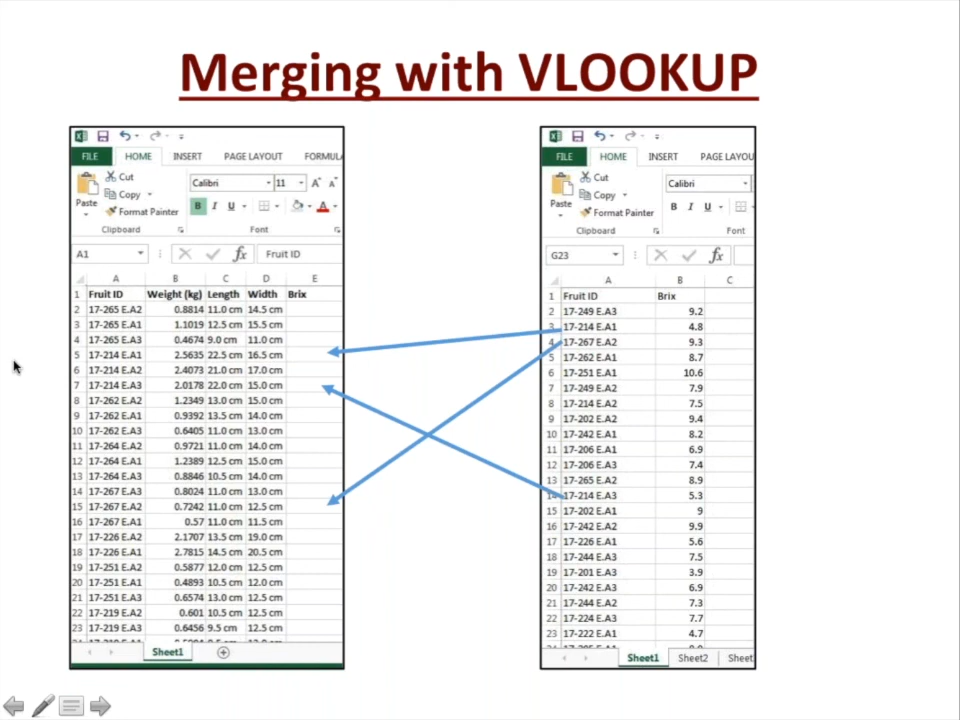 Merging with VLOOKUP
FILE HOME INSERT PAGE LAYOUT FORMUL
Cut
Copy
Format Painter
Paste
Clipboard
Calibri 11 A A
B I U A
Font
A1 fx Fruit ID
A B C D E
1 Fruit ID Weight (kg) Length Width Brix
2 17-265 E.A2 0.8814 11.0 cm 14.5 cm
3 17-265 E.A1 1.1019 12.5 cm 15.5 cm
4 17-265 E.A3 0.4674 9.0 cm 11.0 cm
5 17-214 E.A1 2.5635 22.5 cm 16.5 cm
6 17-214 E.A2 2.4073 21.0 cm 17.0 cm
7 17-214 E.A3 2.0178 22.0 cm 15.0 cm
8 17-262 E.A2 1.2349 13.0 cm 15.0 cm
9 17-262 E.A1 0.9392 13.5 cm 14.0 cm
10 17-262 E.A3 0.6405 11.0 cm 13.0 cm
11 17-264 E.A2 0.9721 11.0 cm 14.0 cm
12 17-264 E.A1 1.2389 12.5 cm 15.0 cm
13 17-264 E.A3 0.8846 10.5 cm 14.0 cm
14 17-267 E.A3 0.8024 11.0 cm 13.0 cm
15 17-267 E.A2 0.7242 11.0 cm 12.5 cm
16 17-267 E.A1 0.57 11.0 cm 11.5 cm
17 17-226 E.A2 2.1707 13.5 cm 19.0 cm
18 17-226 E.A1 2.7815 14.5 cm 20.5 cm
19 17-251 E.A2 0.5877 12.0 cm 12.5 cm
20 17-251 E.A1 0.4893 10.5 cm 12.0 cm
21 17-251 E.A3 0.6574 13.0 cm 12.5 cm
22 17-219 E.A2 0.601 10.5 cm 12.5 cm
23 17-219 E.A3 0.6456 9.5 cm 12.5 cm
Sheet1
FILE HOME INSERT PAGE LAYOU
Cut
Copy
Format Painter
Paste
Clipboard
Calibri
B I U
Font
G23 fx
A B C
1 Fruit ID Brix
2 17-249 E.A3 9.2
3 17-214 E.A1 4.8
4 17-267 E.A2 9.3
5 17-262 E.A1 8.7
6 17-251 E.A1 10.6
7 17-249 E.A2 7.9
8 17-214 E.A2 7.5
9 17-202 E.A2 9.4
10 17-242 E.A1 8.2
11 17-206 E.A1 6.9
12 17-206 E.A3 7.4
13 17-265 E.A2 8.9
14 17-214 E.A3 5.3
15 17-202 E.A1 9
16 17-242 E.A2 9.9
17 17-226 E.A1 5.6
18 17-244 E.A3 7.5
19 17-201 E.A3 3.9
20 17-242 E.A3 6.9
21 17-244 E.A2 7.3
22 17-224 E.A3 7.7
23 17-222 E.A1 4.7
Sheet1 Sheet2 Sheet